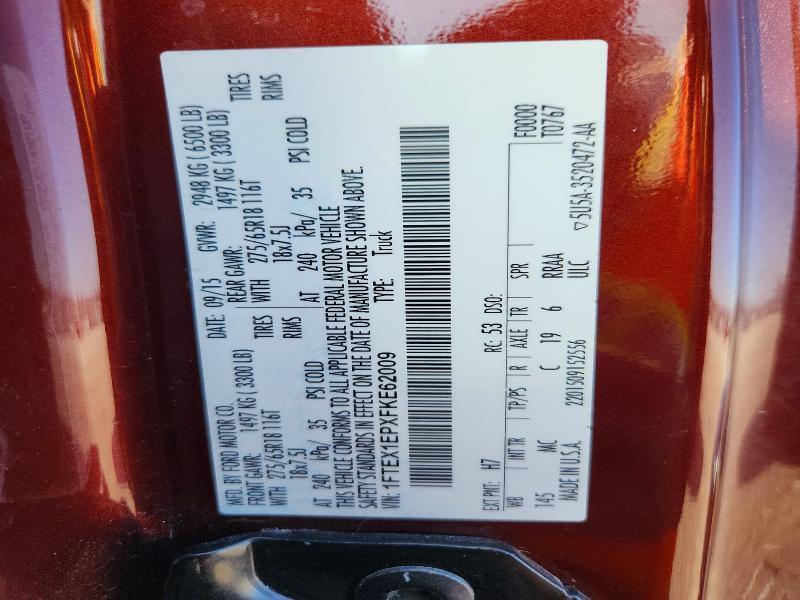 MFD. BY FORD MOTOR CO. DATE: 09/15 GVWR: 2948 KG ( 6500 LB)
FRONT GAWR: 1497 KG ( 3300 LB) REAR GAWR: 1497 KG ( 3300 LB)
WITH 275/65R18 116T TIRES WITH 275/65R18 116T TIRES
18x7.5J RIMS 18x7.5J RIMS
AT 240 kPa/ 35 PSI COLD AT 240 kPa/ 35 PSI COLD
THIS VEHICLE CONFORMS TO ALL APPLICABLE FEDERAL MOTOR VEHICLE
SAFETY STANDARDS IN EFFECT ON THE DATE OF MANUFACTURE SHOWN ABOVE.
VIN: 1FTEX1EPXFKE62009 TYPE: Truck
EXT PNT: H7 RC: 53 DSO: F0000
WB INT TR TP/PS R AXLE TR SPR T0767
145 MC C 19 6 RBAA
MADE IN U.S.A. 2201509152556 ULC ▽5U5A-3520472-AA